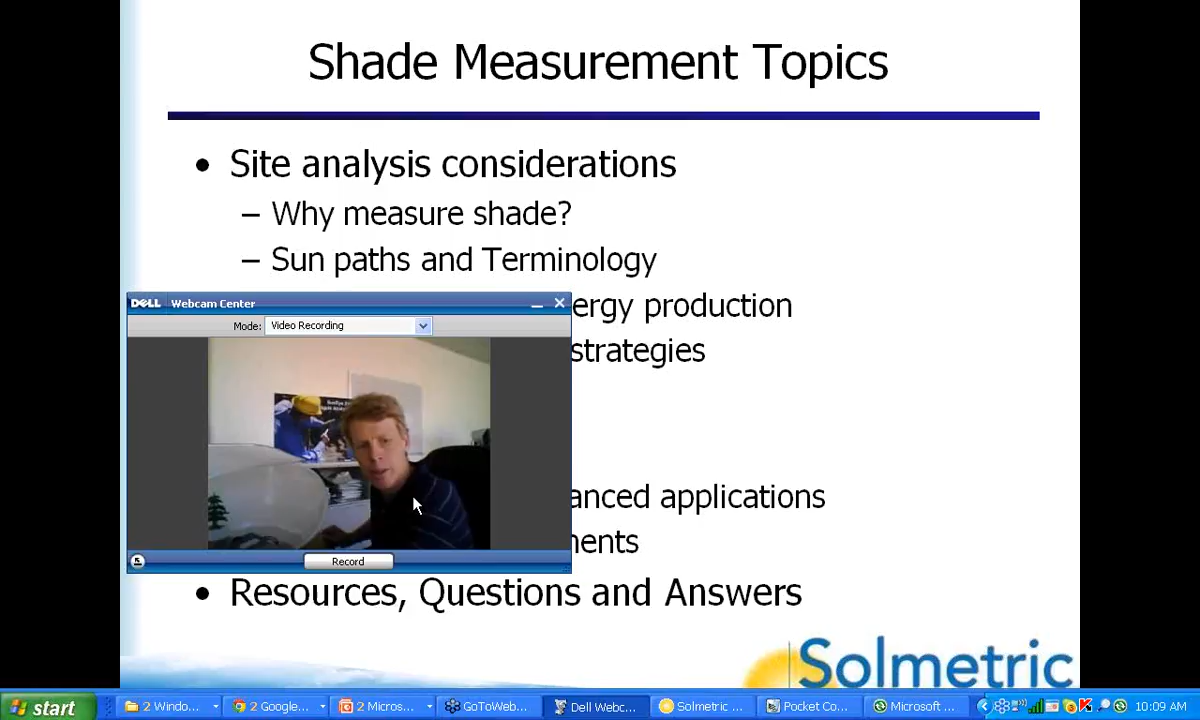 Shade Measurement Topics
• Site analysis considerations
– Why measure shade?
– Sun paths and Terminology
ergy production
strategies
DELL Webcam Center
Mode: Video Recording
anced applications
nents
Record
• Resources, Questions and Answers
Solmetric
start 2 Windo... 2 Google... 2 Micros... GoToWeb... Dell Webc... Solmetric ... Pocket Co... Microsoft ... 10:09 AM